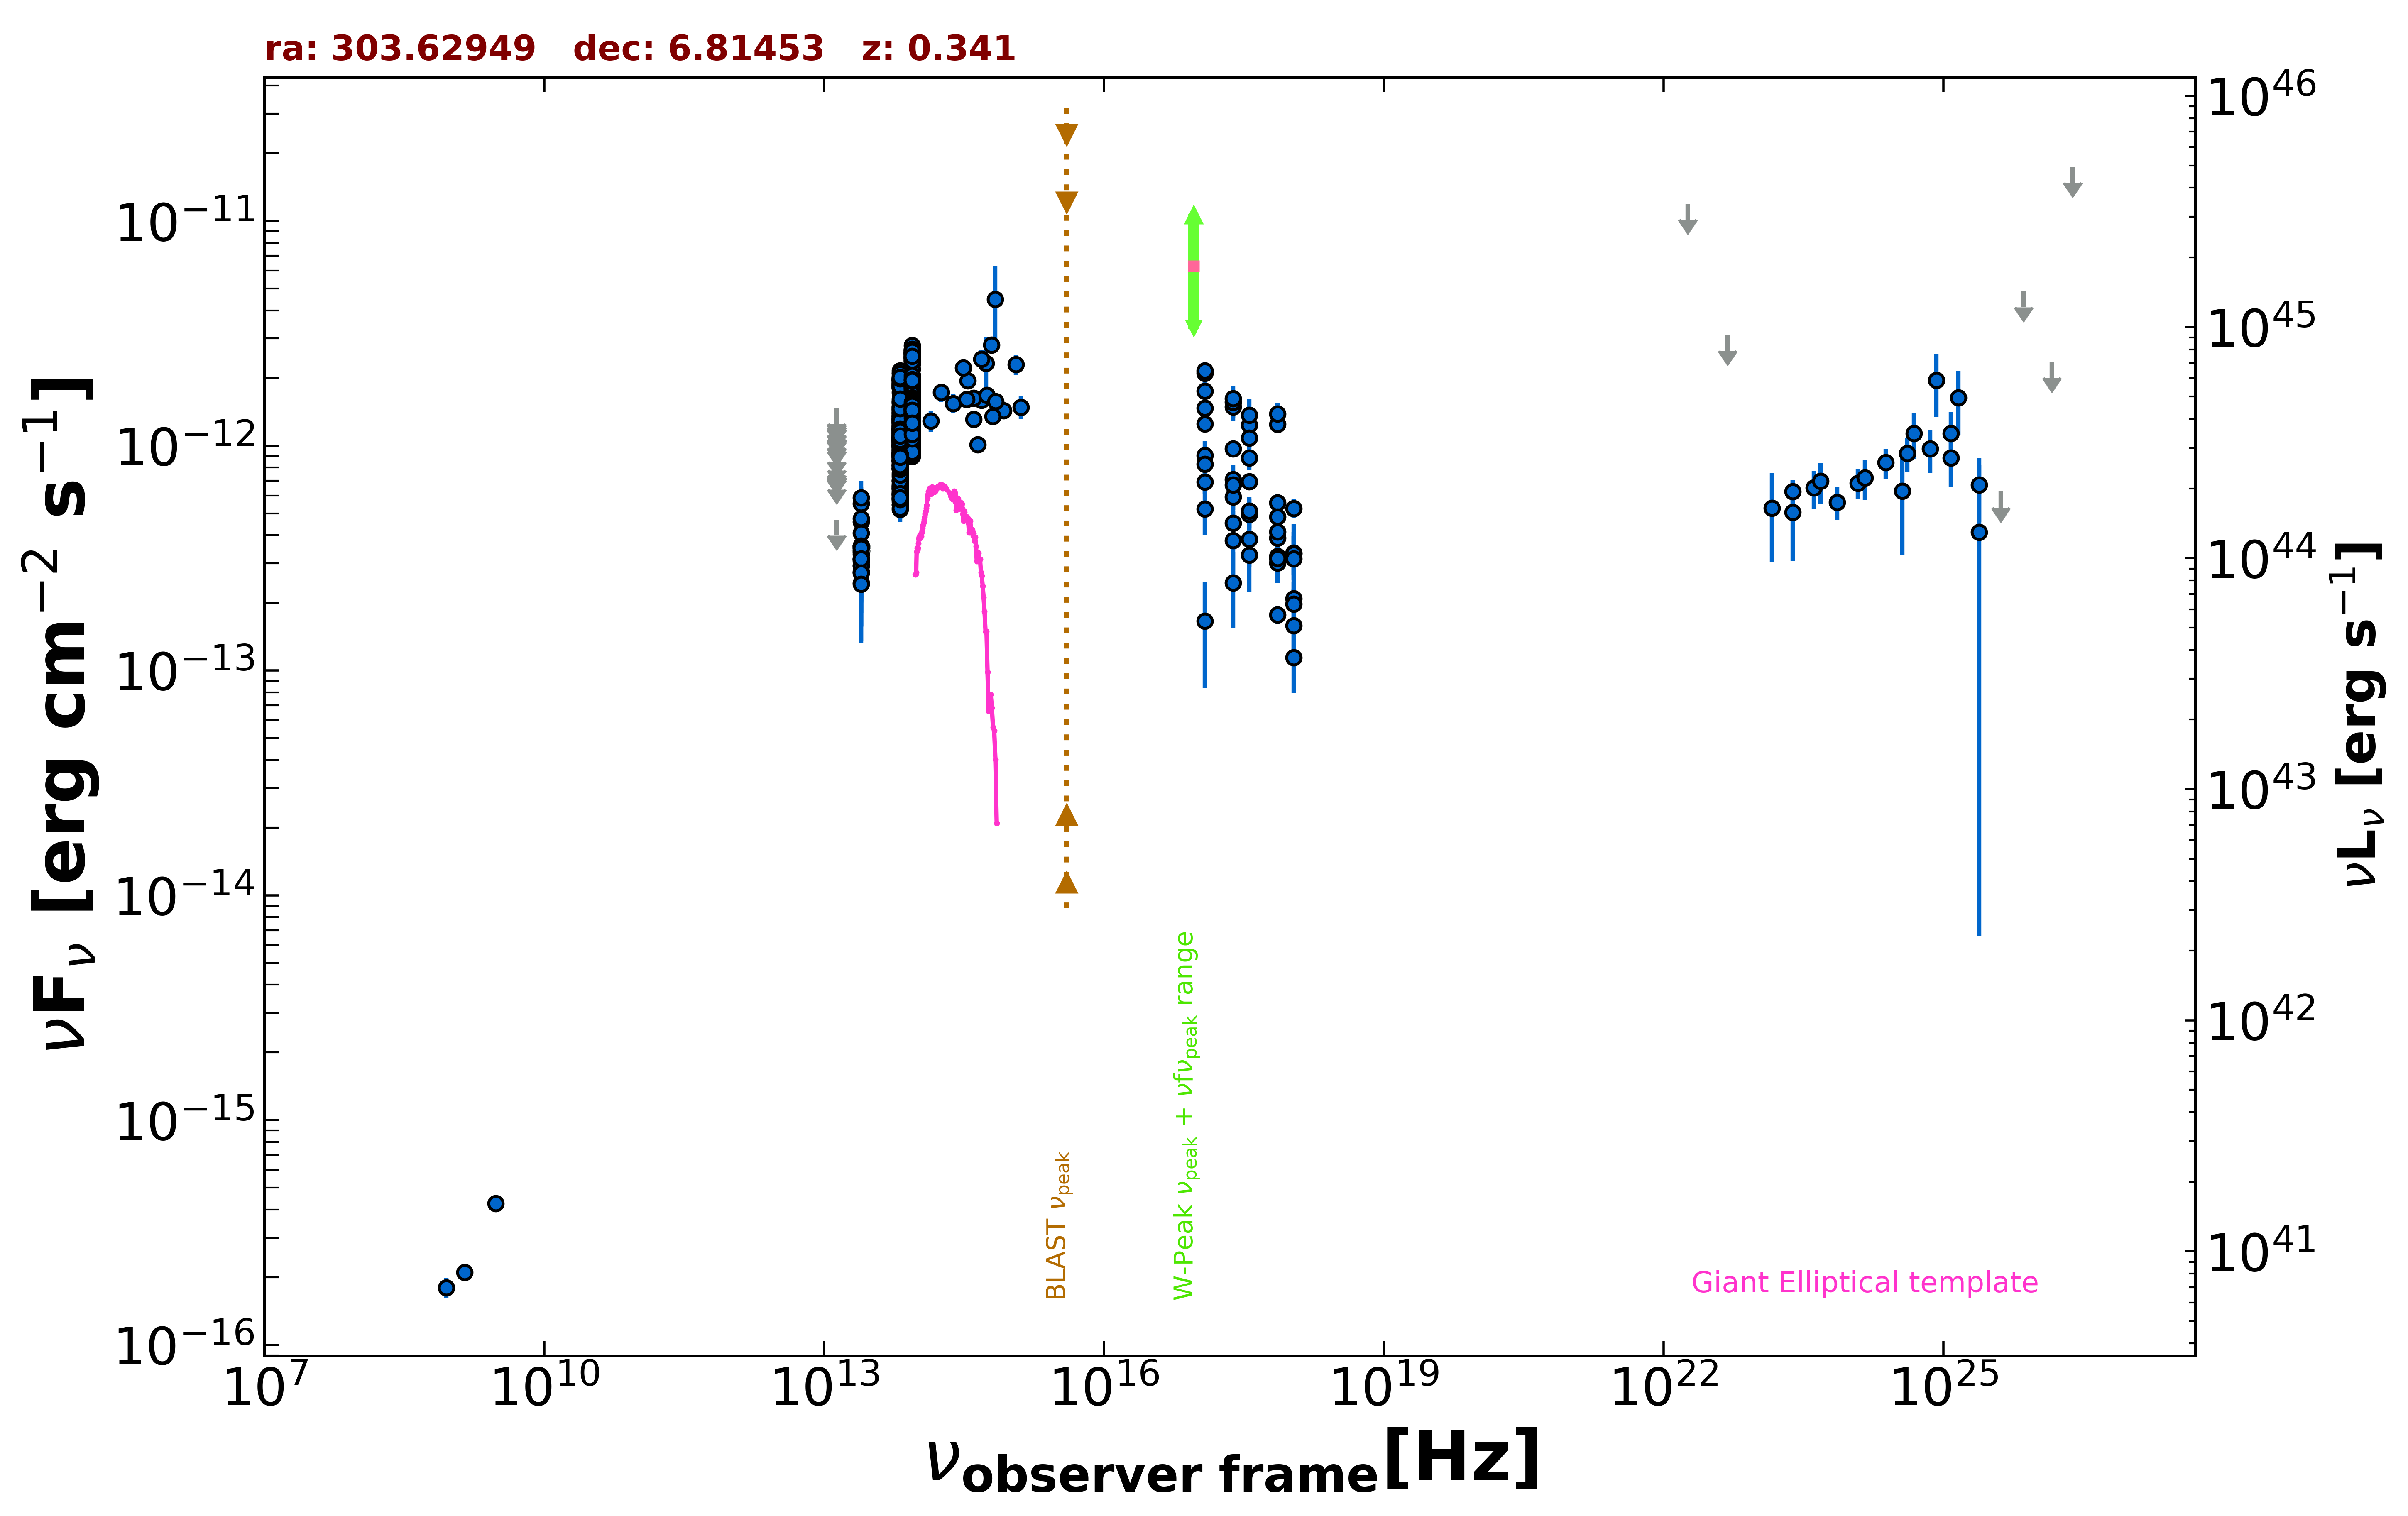 ra: 303.62949   dec: 6.81453   z: 0.341
10⁻¹¹
10⁻¹²
10⁻¹³
10⁻¹⁴
10⁻¹⁵
10⁻¹⁶
νFν [erg cm⁻² s⁻¹]
10⁴⁶
10⁴⁵
10⁴⁴
10⁴³
10⁴²
10⁴¹
νLν [erg s⁻¹]
BLAST νpeak
W-Peak νpeak + νfνpeak range
Giant Elliptical template
10⁷ 10¹⁰ 10¹³ 10¹⁶ 10¹⁹ 10²² 10²⁵
νobserver frame[Hz]